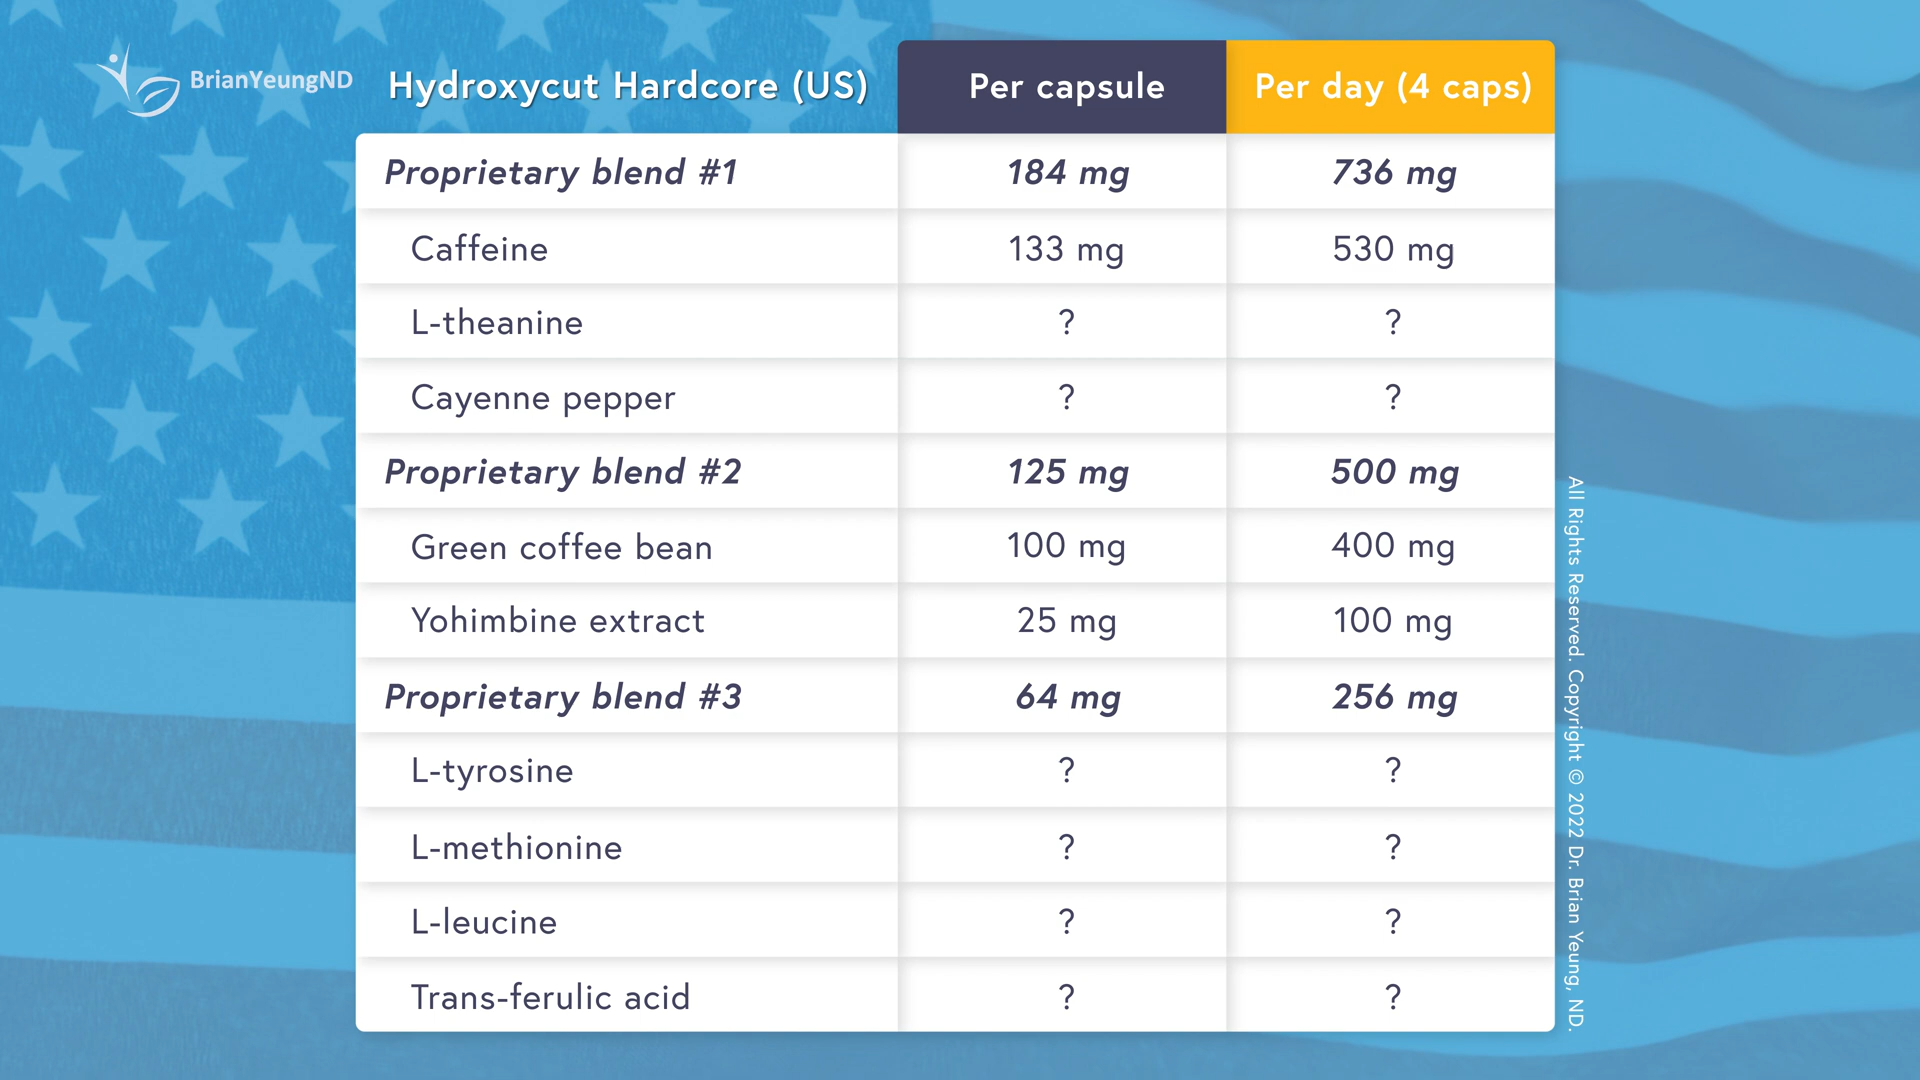 BrianYeungND
Hydroxycut Hardcore (US) Per capsule Per day (4 caps)
Proprietary blend #1 184 mg 736 mg
Caffeine 133 mg 530 mg
L-theanine ? ?
Cayenne pepper ? ?
Proprietary blend #2 125 mg 500 mg
Green coffee bean 100 mg 400 mg
Yohimbine extract 25 mg 100 mg
Proprietary blend #3 64 mg 256 mg
L-tyrosine ? ?
L-methionine ? ?
L-leucine ? ?
Trans-ferulic acid ? ?
All Rights Reserved. Copyright © 2022 Dr. Brian Yeung, ND.